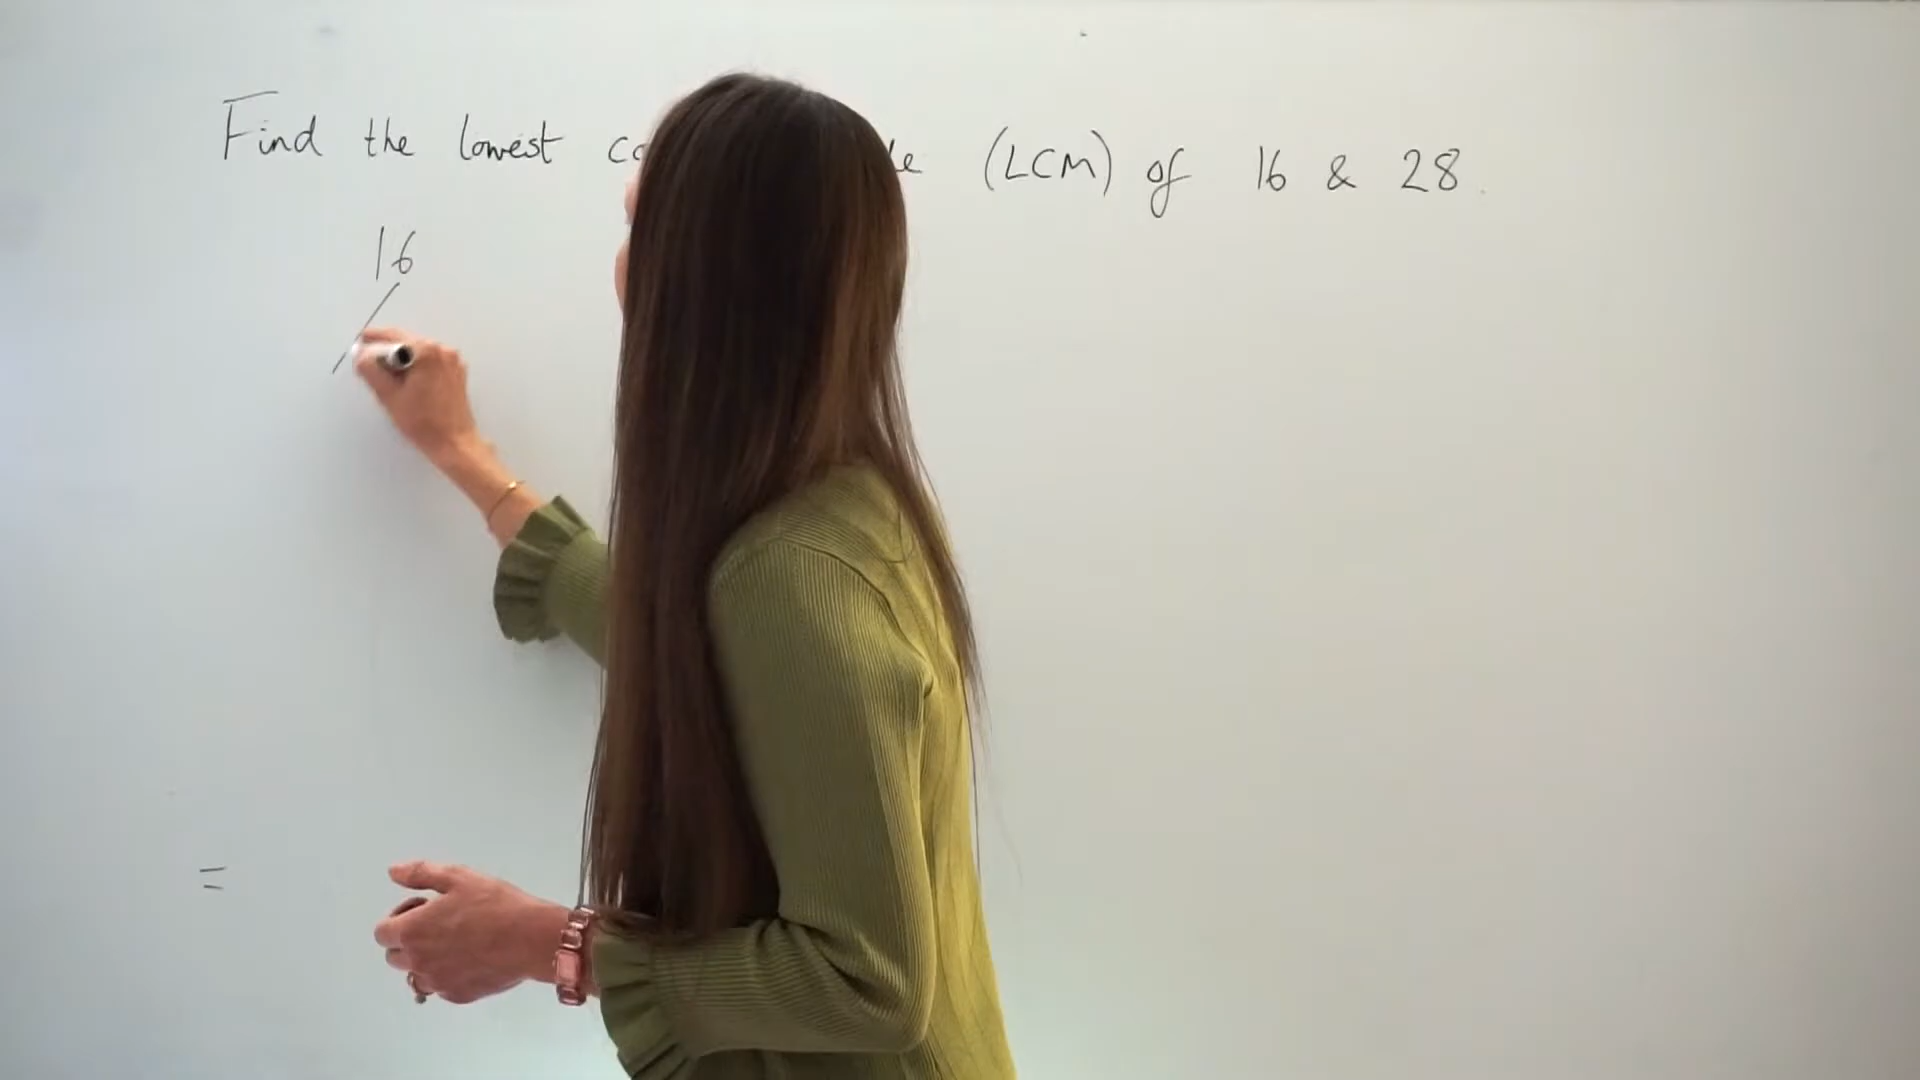 Find the lowest (LCM) of 16 & 28.
16
=